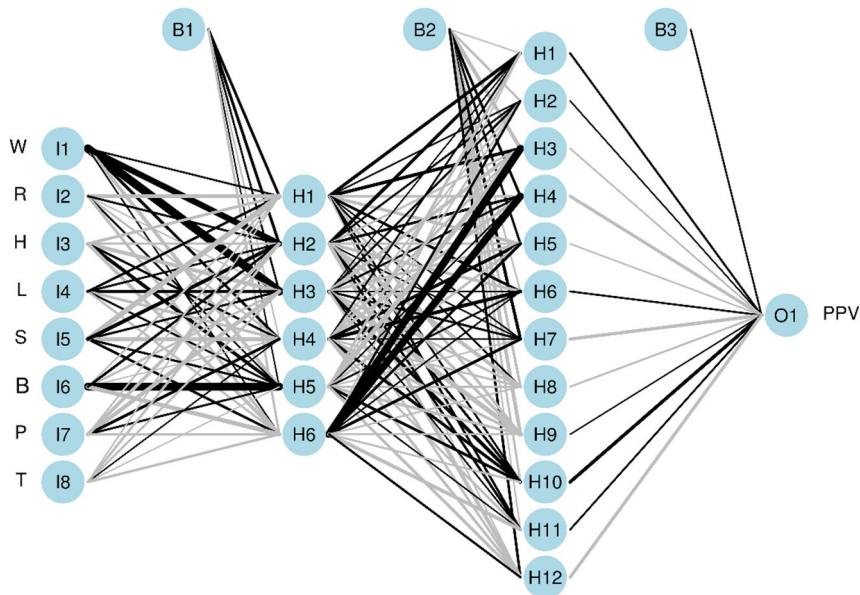 B1 B2 B3
H1
H2
W I1 H3
R I2 H1 H4
H I3 H2 H5
L I4 H3 H6 O1 PPV
S I5 H4 H7
B I6 H5 H8
P I7 H6 H9
T I8 H10
H11
H12